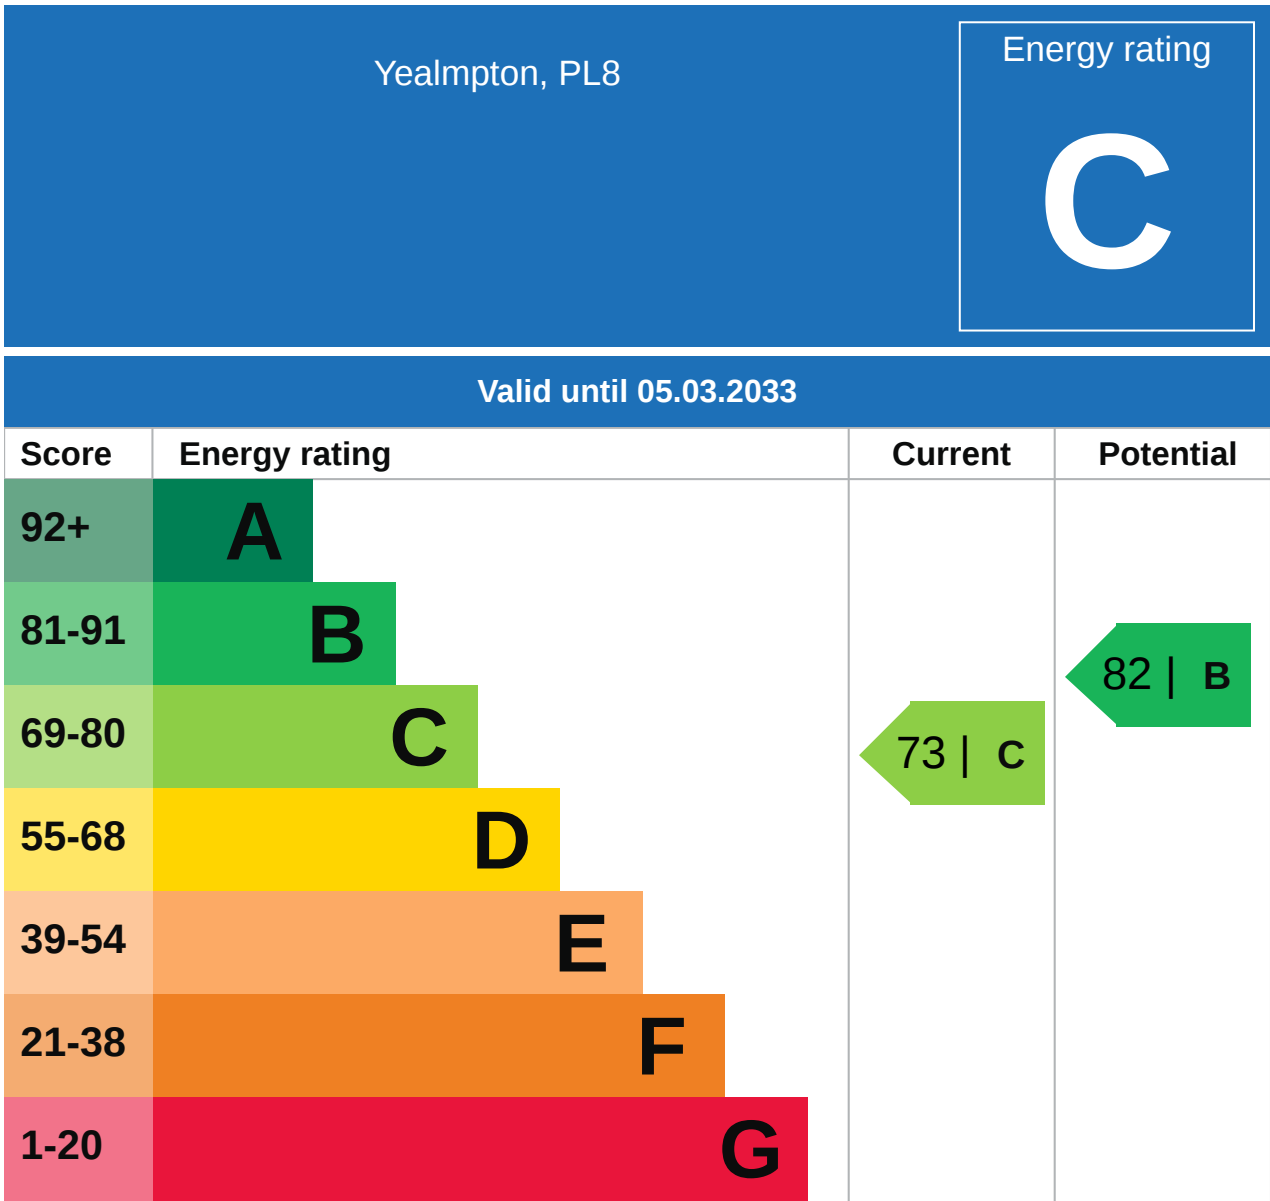 Yealmpton, PL8
Energy rating
C
Valid until 05.03.2033
Score Energy rating Current Potential
92+ A
81-91 B
82 | B
69-80 C
73 | C
55-68 D
39-54 E
21-38 F
1-20 G